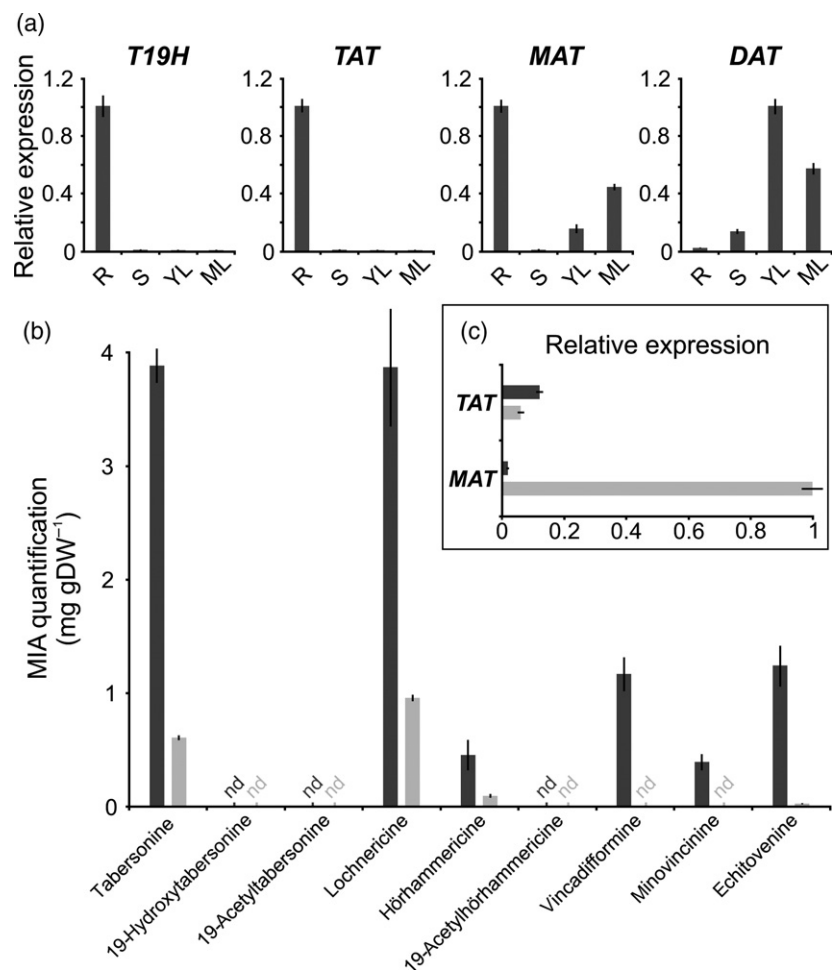 (a)
T19H TAT MAT DAT
Relative expression
1.2 1.2 1.2 1.2
0.8 0.8 0.8 0.8
0.4 0.4 0.4 0.4
0 0 0 0
R S YL ML R S YL ML R S YL ML R S YL ML
(b)
MIA quantification
(mg gDW⁻¹)
4
3
2
1
0
nd nd nd nd nd nd nd nd
Tabersonine
19-Hydroxytabersonine
19-Acetyltabersonine
Lochnericine
Hörhammericine
19-Acetylhörhammericine
Vincadifformine
Minovincinine
Echitovenine
(c)
Relative expression
TAT
MAT
0 0.2 0.4 0.6 0.8 1